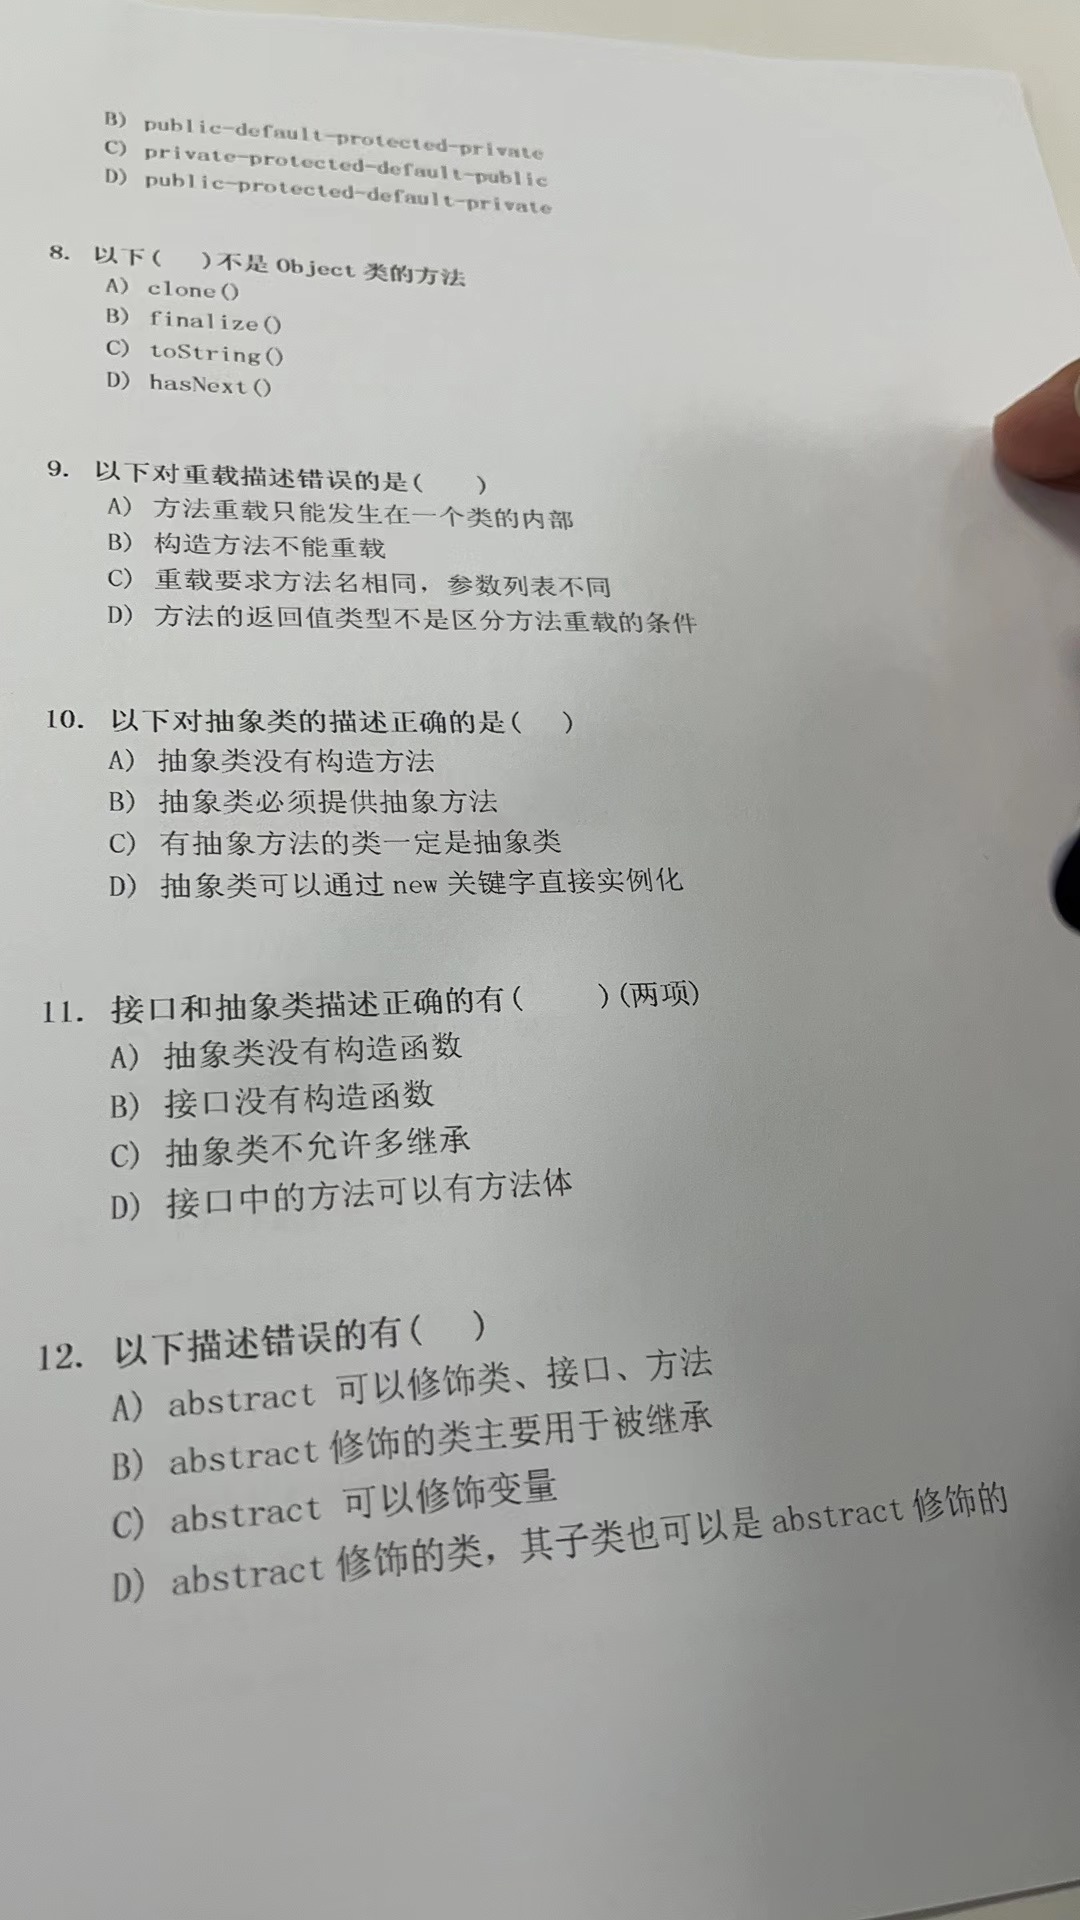 B) public-default-protected-private
C) private-protected-default-public
D) public-protected-default-private
8. 以下( )不是 Object 类的方法
A) clone()
B) finalize()
C) toString()
D) hasNext()
9. 以下对重载描述错误的是( )
A) 方法重载只能发生在一个类的内部
B) 构造方法不能重载
C) 重载要求方法名相同，参数列表不同
D) 方法的返回值类型不是区分方法重载的条件
10. 以下对抽象类的描述正确的是( )
A) 抽象类没有构造方法
B) 抽象类必须提供抽象方法
C) 有抽象方法的类一定是抽象类
D) 抽象类可以通过 new 关键字直接实例化
11. 接口和抽象类描述正确的有( )(两项)
A) 抽象类没有构造函数
B) 接口没有构造函数
C) 抽象类不允许多继承
D) 接口中的方法可以有方法体
12. 以下描述错误的有( )
A) abstract 可以修饰类、接口、方法
B) abstract 修饰的类主要用于被继承
C) abstract 可以修饰变量
D) abstract 修饰的类，其子类也可以是 abstract 修饰的